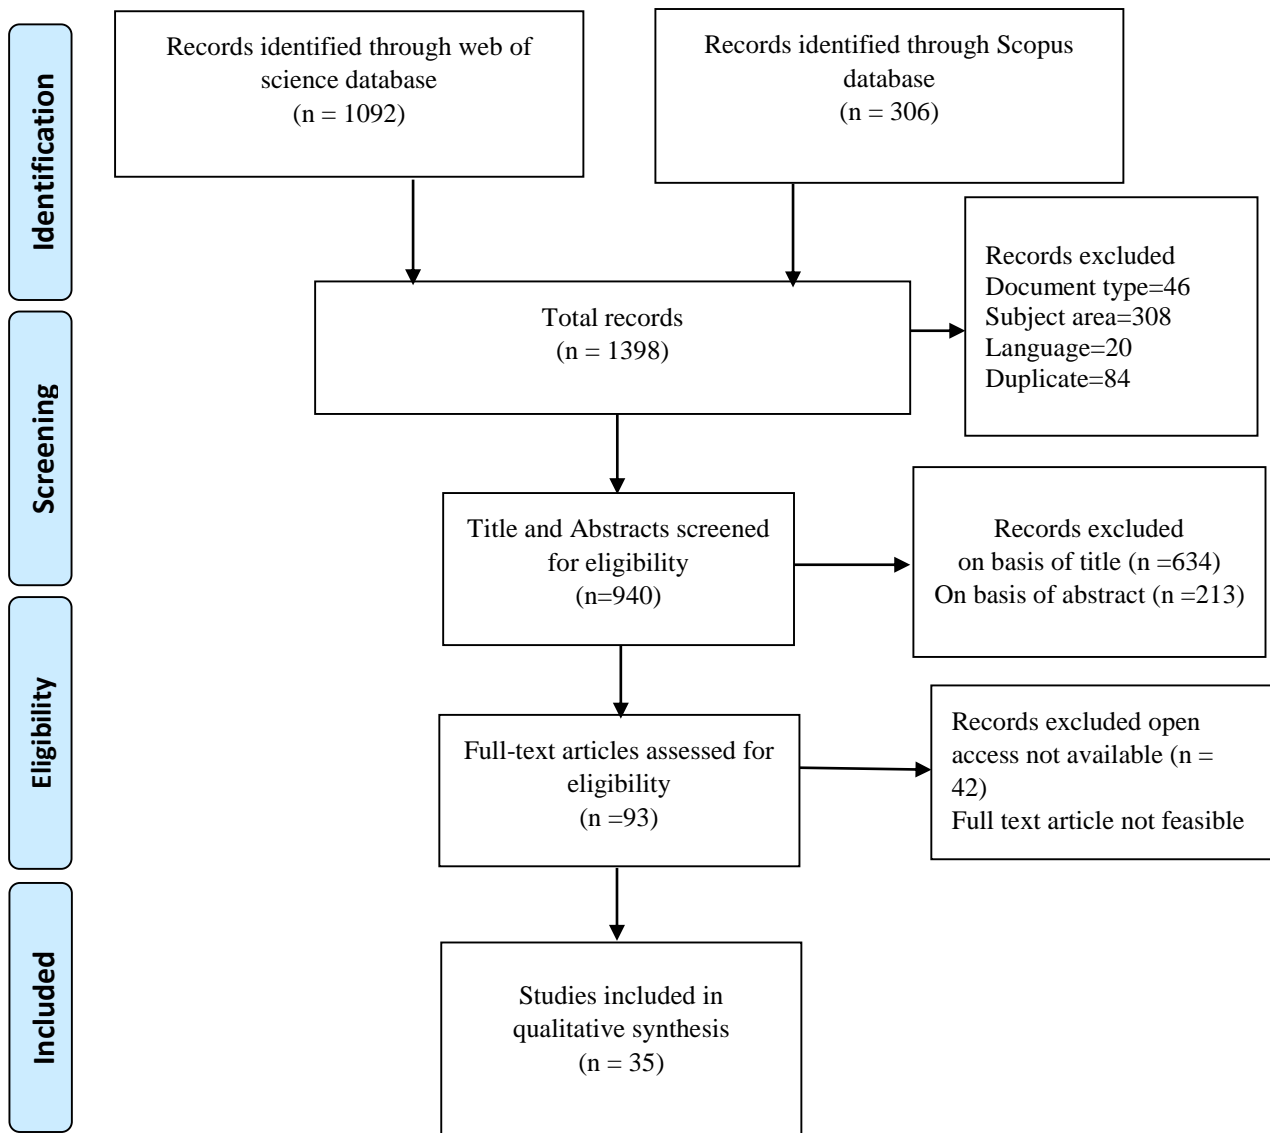 Identification
Records identified through web of
science database
(n = 1092)
Records identified through Scopus
database
(n = 306)
Total records
(n = 1398)
Records excluded
Document type=46
Subject area=308
Language=20
Duplicate=84
Screening
Title and Abstracts screened
for eligibility
(n=940)
Records excluded
on basis of title (n =634)
On basis of abstract (n =213)
Eligibility
Full-text articles assessed for
eligibility
(n =93)
Records excluded open
access not available (n =
42)
Full text article not feasible
Included
Studies included in
qualitative synthesis
(n = 35)